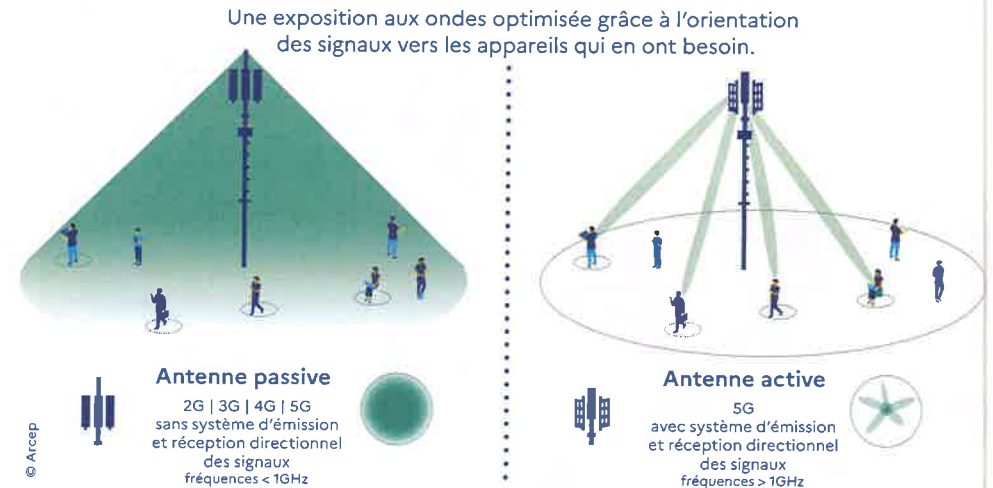 Une exposition aux ondes optimisée grâce à l'orientation
des signaux vers les appareils qui en ont besoin.
Antenne passive
2G | 3G | 4G | 5G
sans système d'émission
et réception directionnel
des signaux
fréquences < 1GHz
Antenne active
5G
avec système d'émission
et réception directionnel
des signaux
fréquences > 1GHz
© Arcep